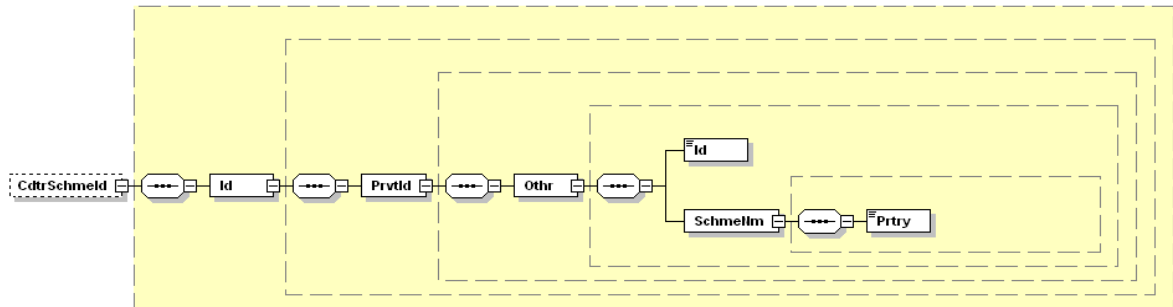 Id
CdtrSchmeId
Id
PrvtId
Othr
SchmeNm
Prtry